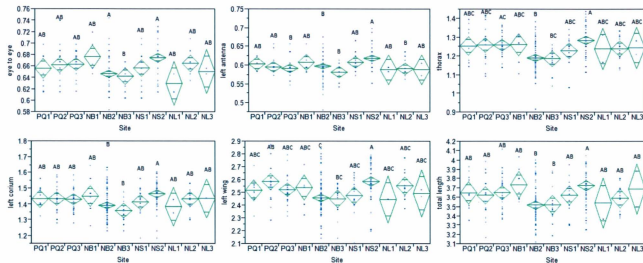 eye to eye
0.76
0.74
0.72
0.70
0.68
0.66
0.64
0.62
0.60
0.58
AB AB AB AB A B AB A AB AB AB
PQ1 PQ2 PQ3 NB1 NB2 NB3 NS1 NS2 NL1 NL2 NL3
Site
left antenna
0.8
0.75
0.7
0.65
0.6
0.55
0.5
AB AB AB AB B B AB A AB B AB
PQ1 PQ2 PQ3 NB1 NB2 NB3 NS1 NS2 NL1 NL2 NL3
Site
thorax
1.4
1.3
1.2
1.1
1.0
0.9
ABC ABC AC ABC B BC ABC A ABC ABC ABC
PQ1 PQ2 PQ3 NB1 NB2 NB3 NS1 NS2 NL1 NL2 NL3
Site
left corium
1.8
1.7
1.6
1.5
1.4
1.3
1.2
AB AB AB AB B B AB A AB AB AB
PQ1 PQ2 PQ3 NB1 NB2 NB3 NS1 NS2 NL1 NL2 NL3
Site
left wing
2.9
2.8
2.7
2.6
2.5
2.4
2.3
2.2
2.1
ABC AB ABC ABC C BC ABC A ABC ABC ABC
PQ1 PQ2 PQ3 NB1 NB2 NB3 NS1 NS2 NL1 NL2 NL3
Site
total length
4.2
4.1
4
3.9
3.8
3.7
3.6
3.5
3.4
3.3
3.2
3.1
AB AB AB AB B B AB A AB AB AB
PQ1 PQ2 PQ3 NB1 NB2 NB3 NS1 NS2 NL1 NL2 NL3
Site